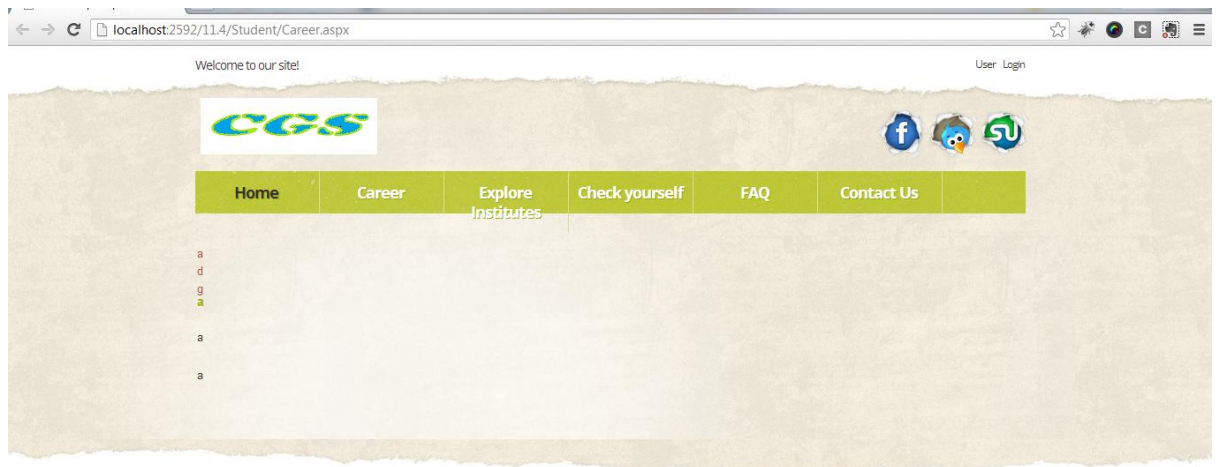 localhost:2592/11.4/Student/Career.aspx
Welcome to our site!
User Login
CGS
Home Career Explore Institutes Check yourself FAQ Contact Us
a
d
g
a
a
a